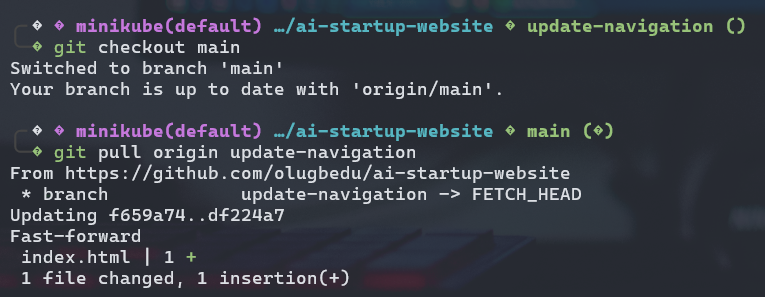 � � minikube(default) …/ai-startup-website � update-navigation ()
� git checkout main
Switched to branch 'main'
Your branch is up to date with 'origin/main'.
� � minikube(default) …/ai-startup-website � main (�)
� git pull origin update-navigation
From https://github.com/olugbedu/ai-startup-website
 * branch            update-navigation -> FETCH_HEAD
Updating f659a74..df224a7
Fast-forward
 index.html | 1 +
 1 file changed, 1 insertion(+)